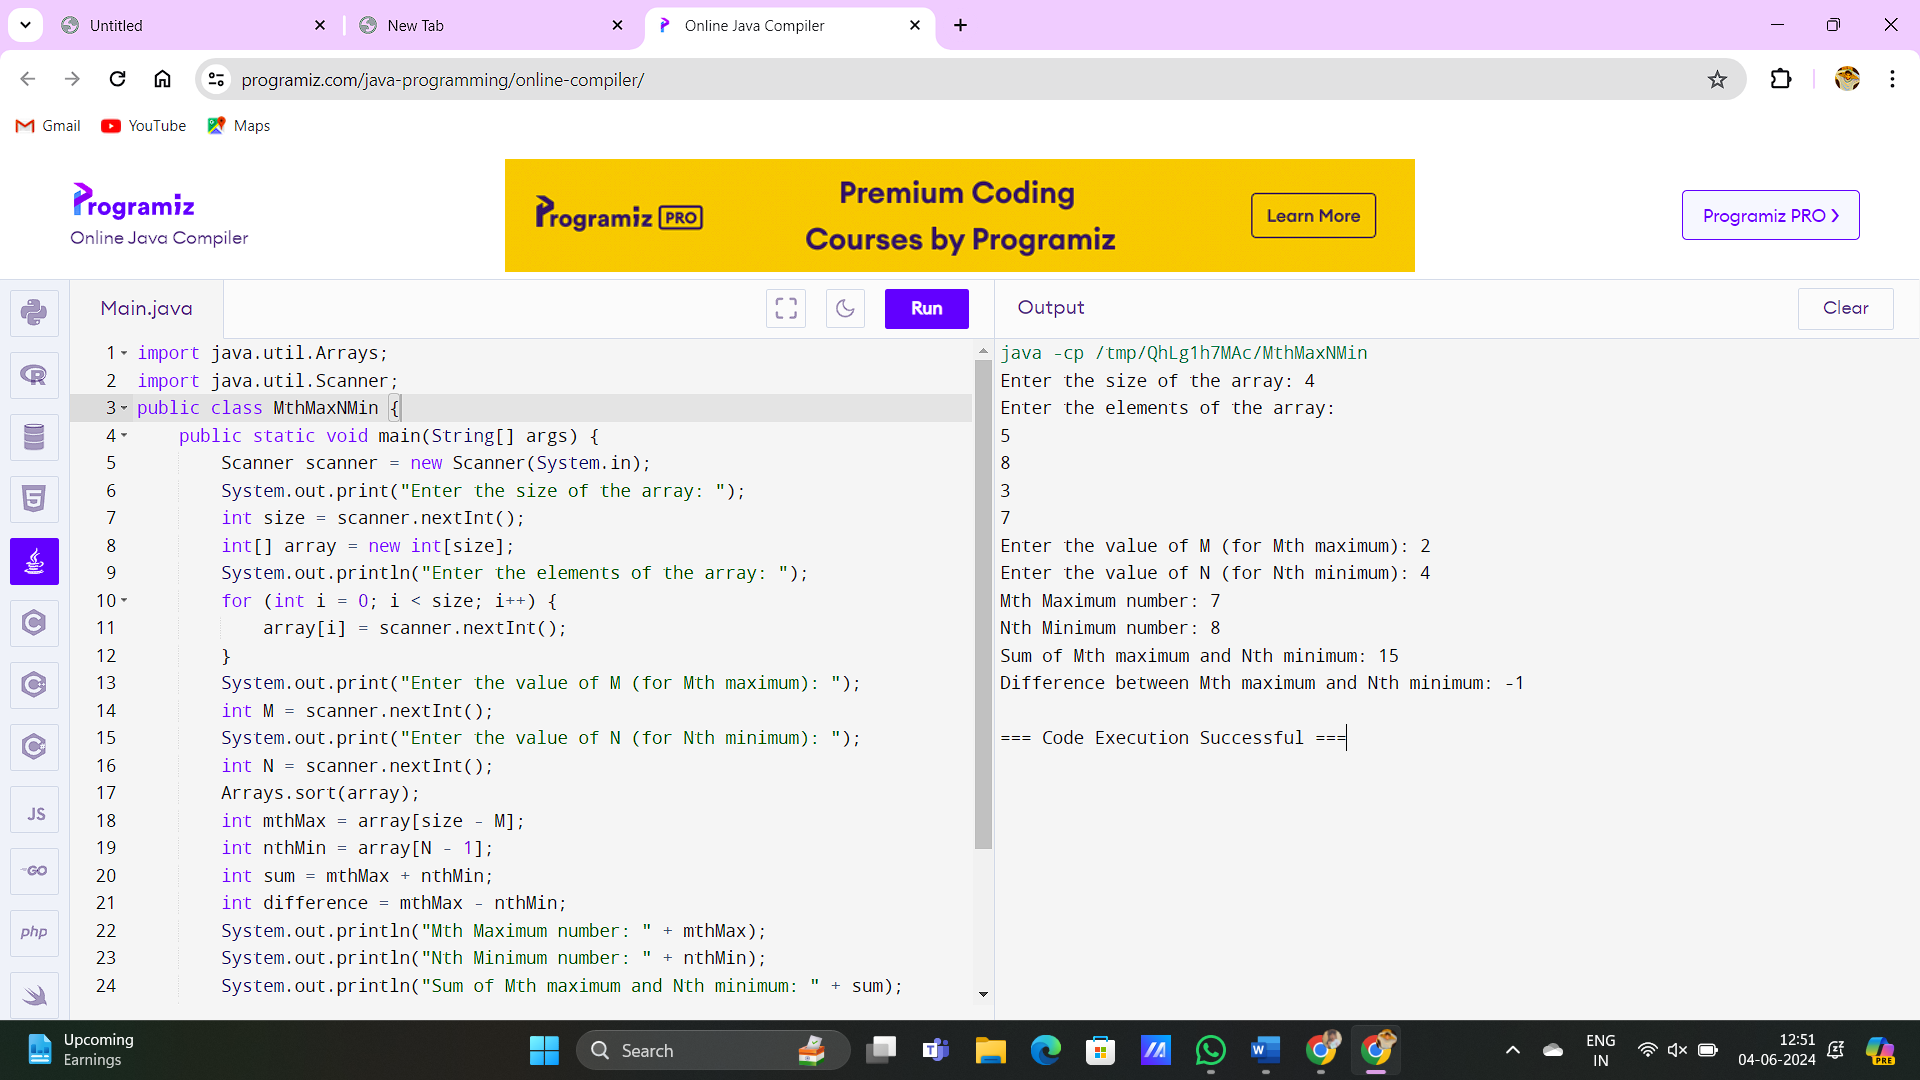 Untitled
New Tab
Online Java Compiler
programiz.com/java-programming/online-compiler/
Gmail YouTube Maps
Programiz
Online Java Compiler
Programiz PRO
Premium Coding
Courses by Programiz
Learn More
Programiz PRO ❯
Main.java
Run
Output
Clear
1 import java.util.Arrays;
2 import java.util.Scanner;
3 public class MthMaxNMin {
4 public static void main(String[] args) {
5 Scanner scanner = new Scanner(System.in);
6 System.out.print("Enter the size of the array: ");
7 int size = scanner.nextInt();
8 int[] array = new int[size];
9 System.out.println("Enter the elements of the array: ");
10 for (int i = 0; i < size; i++) {
11 array[i] = scanner.nextInt();
12 }
13 System.out.print("Enter the value of M (for Mth maximum): ");
14 int M = scanner.nextInt();
15 System.out.print("Enter the value of N (for Nth minimum): ");
16 int N = scanner.nextInt();
17 Arrays.sort(array);
18 int mthMax = array[size - M];
19 int nthMin = array[N - 1];
20 int sum = mthMax + nthMin;
21 int difference = mthMax - nthMin;
22 System.out.println("Mth Maximum number: " + mthMax);
23 System.out.println("Nth Minimum number: " + nthMin);
24 System.out.println("Sum of Mth maximum and Nth minimum: " + sum);
java -cp /tmp/QhLg1h7MAc/MthMaxNMin
Enter the size of the array: 4
Enter the elements of the array:
5
8
3
7
Enter the value of M (for Mth maximum): 2
Enter the value of N (for Nth minimum): 4
Mth Maximum number: 7
Nth Minimum number: 8
Sum of Mth maximum and Nth minimum: 15
Difference between Mth maximum and Nth minimum: -1
=== Code Execution Successful ===
R
5
C
C
C
JS
GO
php
Upcoming
Earnings
Search
T
W
ENG
IN
12:51
04-06-2024
PRE